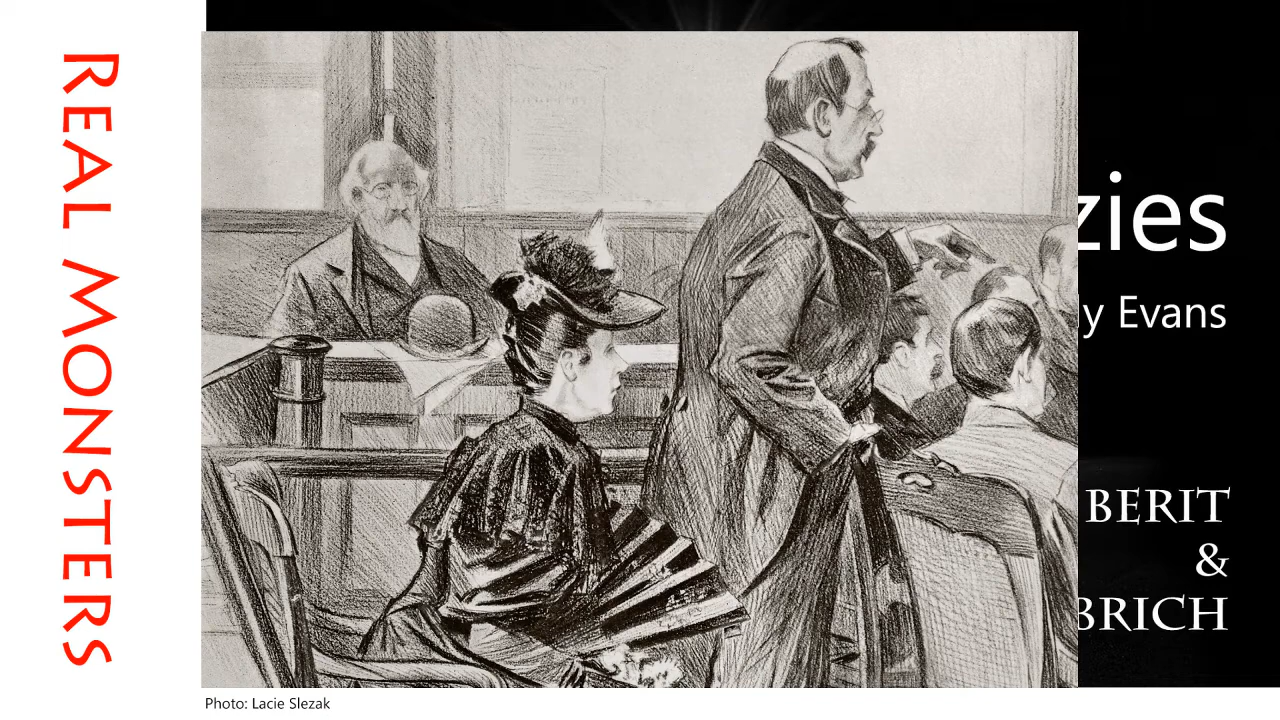 REAL MONSTERS
zies
y Evans
BERIT
&
BRICH
Photo: Lacie Slezak